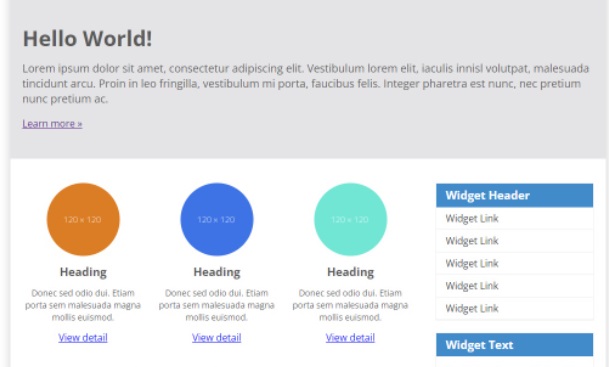 Hello World!
Lorem ipsum dolor sit amet, consectetur adipiscing elit. Vestibulum lorem elit, iaculis innisl volutpat, malesuada
tincidunt arcu. Proin in leo fringilla, vestibulum mi porta, faucibus felis. Integer pharetra est nunc, nec pretium
nunc pretium ac.
Learn more »
120 × 120
Heading
Donec sed odio dui. Etiam
porta sem malesuada magna
mollis euismod.
View detail
120 × 120
Heading
Donec sed odio dui. Etiam
porta sem malesuada magna
mollis euismod.
View detail
120 × 120
Heading
Donec sed odio dui. Etiam
porta sem malesuada magna
mollis euismod.
View detail
Widget Header
Widget Link
Widget Link
Widget Link
Widget Link
Widget Link
Widget Text